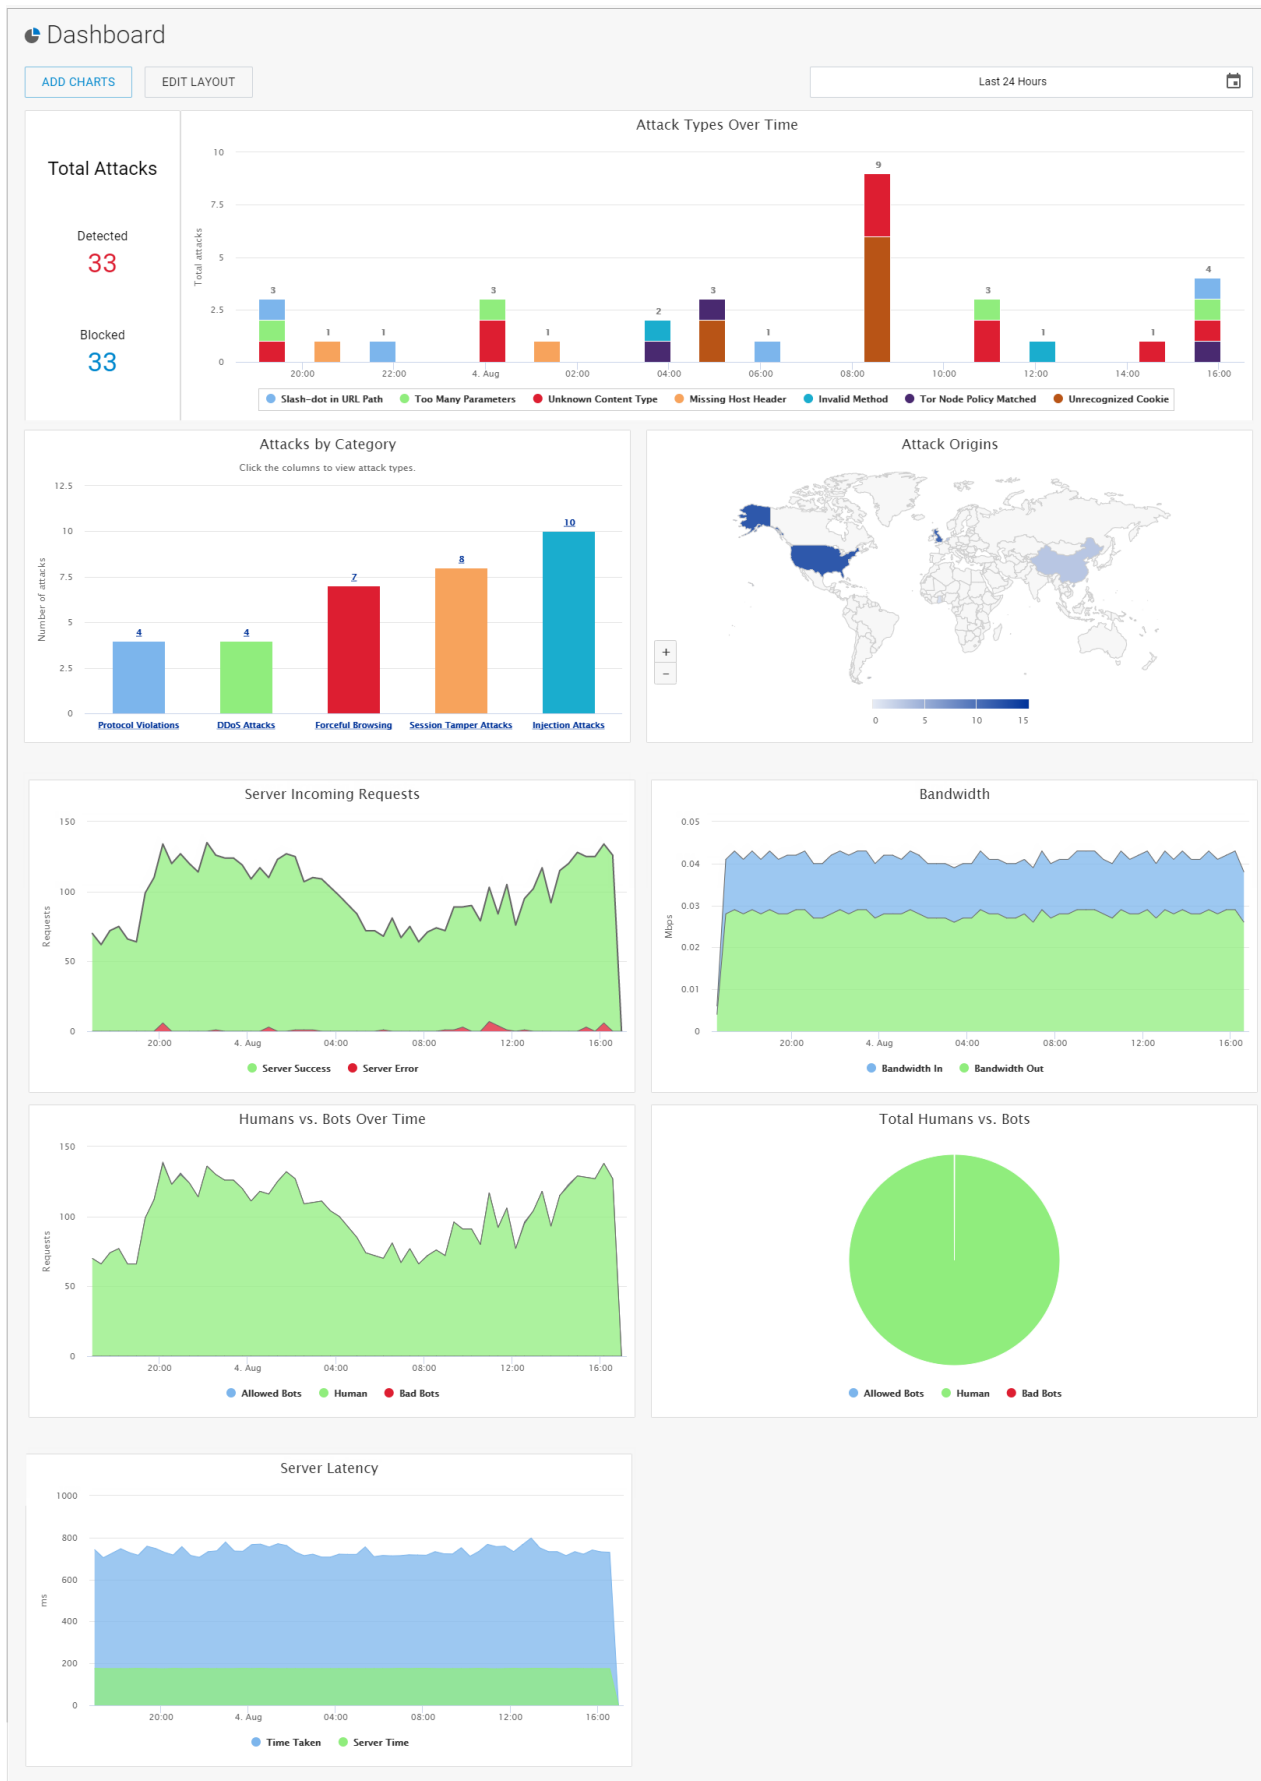 Dashboard
ADD CHARTS
EDIT LAYOUT
Last 24 Hours
Total Attacks
Detected
33
Blocked
33
Attack Types Over Time
Total attacks
10
7.5
5
2.5
0
3
1
1
3
1
2
3
1
9
3
1
1
4
20:00
22:00
4. Aug
02:00
04:00
06:00
08:00
10:00
12:00
14:00
16:00
Slash-dot in URL Path
Too Many Parameters
Unknown Content Type
Missing Host Header
Invalid Method
Tor Node Policy Matched
Unrecognized Cookie
Attacks by Category
Click the columns to view attack types.
Number of attacks
12.5
10
7.5
5
2.5
0
4
4
7
8
10
Protocol Violations
DDoS Attacks
Forceful Browsing
Session Tamper Attacks
Injection Attacks
Attack Origins
+
−
0
5
10
15
Server Incoming Requests
Requests
150
100
50
0
20:00
4. Aug
04:00
08:00
12:00
16:00
Server Success
Server Error
Bandwidth
Mbps
0.05
0.04
0.03
0.02
0.01
0
20:00
4. Aug
04:00
08:00
12:00
16:00
Bandwidth In
Bandwidth Out
Humans vs. Bots Over Time
Requests
150
100
50
0
20:00
4. Aug
04:00
08:00
12:00
16:00
Allowed Bots
Human
Bad Bots
Total Humans vs. Bots
Allowed Bots
Human
Bad Bots
Server Latency
ms
1000
800
600
400
200
0
20:00
4. Aug
04:00
08:00
12:00
16:00
Time Taken
Server Time